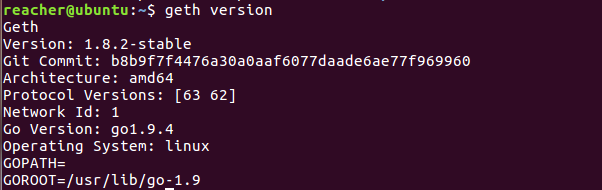 reacher@ubuntu:~$ geth version
Geth
Version: 1.8.2-stable
Git Commit: b8b9f7f4476a30a0aaf6077daade6ae77f969960
Architecture: amd64
Protocol Versions: [63 62]
Network Id: 1
Go Version: go1.9.4
Operating System: linux
GOPATH=
GOROOT=/usr/lib/go-1.9